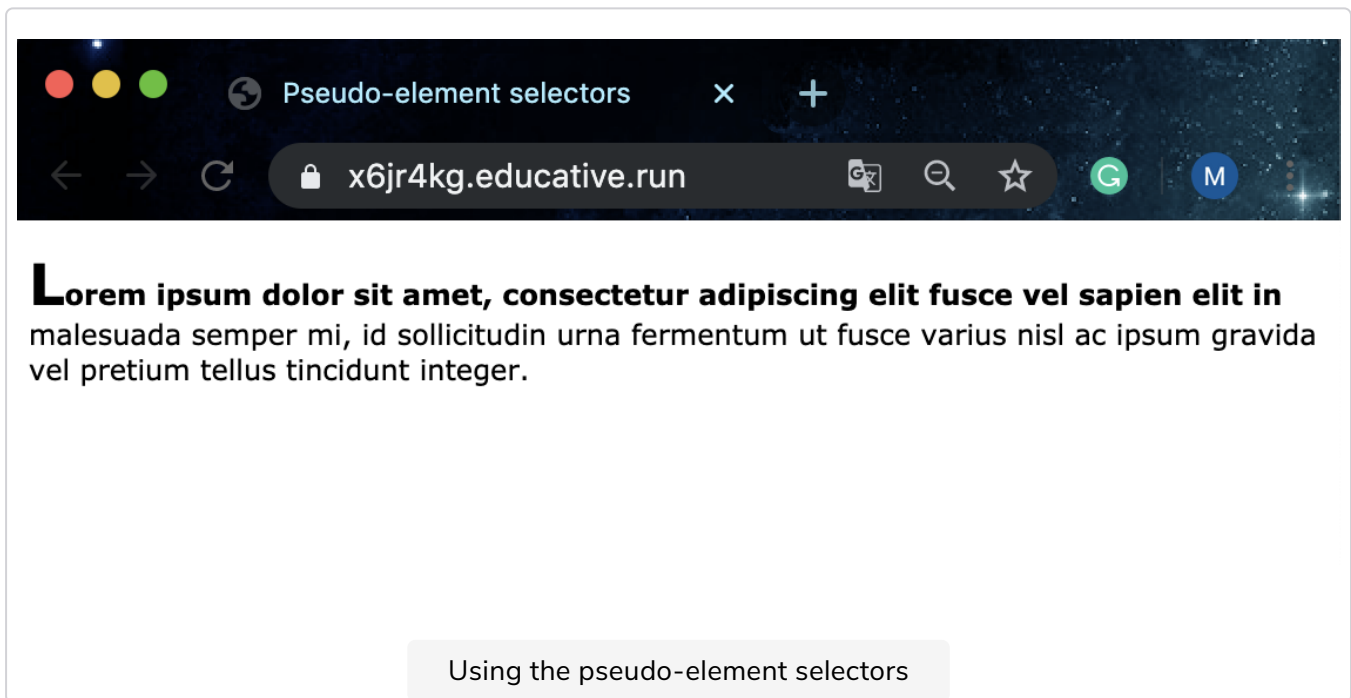 Pseudo-element selectors
x6jr4kg.educative.run
G
M
Lorem ipsum dolor sit amet, consectetur adipiscing elit fusce vel sapien elit in
malesuada semper mi, id sollicitudin urna fermentum ut fusce varius nisl ac ipsum gravida
vel pretium tellus tincidunt integer.
Using the pseudo-element selectors